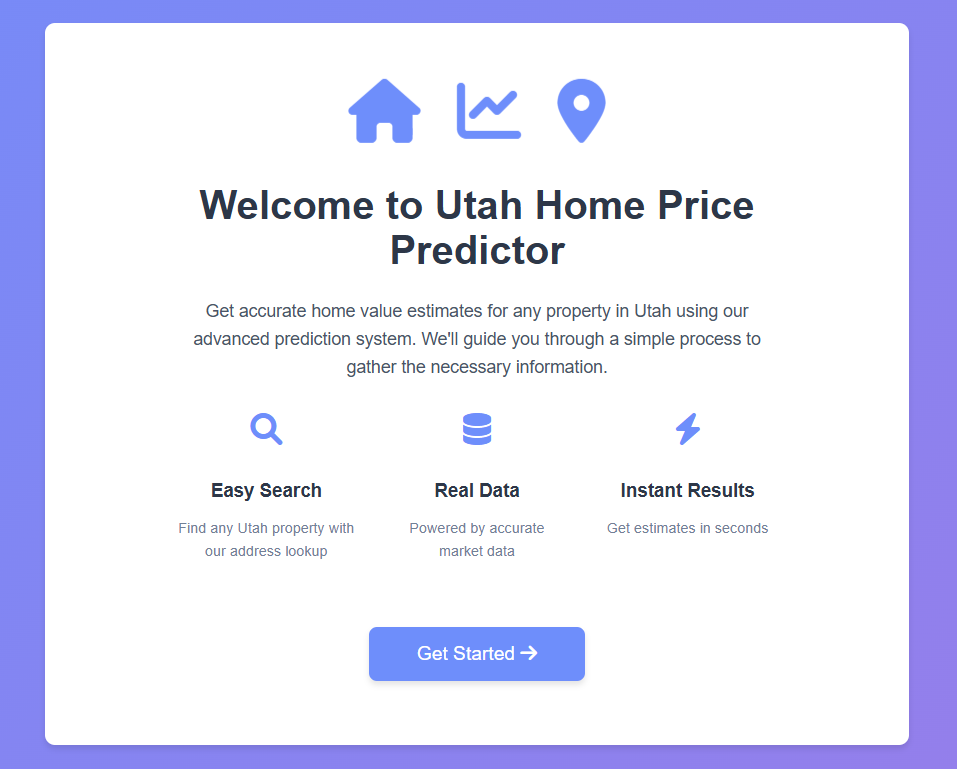 Welcome to Utah Home Price
Predictor
Get accurate home value estimates for any property in Utah using our
advanced prediction system. We'll guide you through a simple process to
gather the necessary information.
Easy Search
Find any Utah property with
our address lookup
Real Data
Powered by accurate
market data
Instant Results
Get estimates in seconds
Get Started →